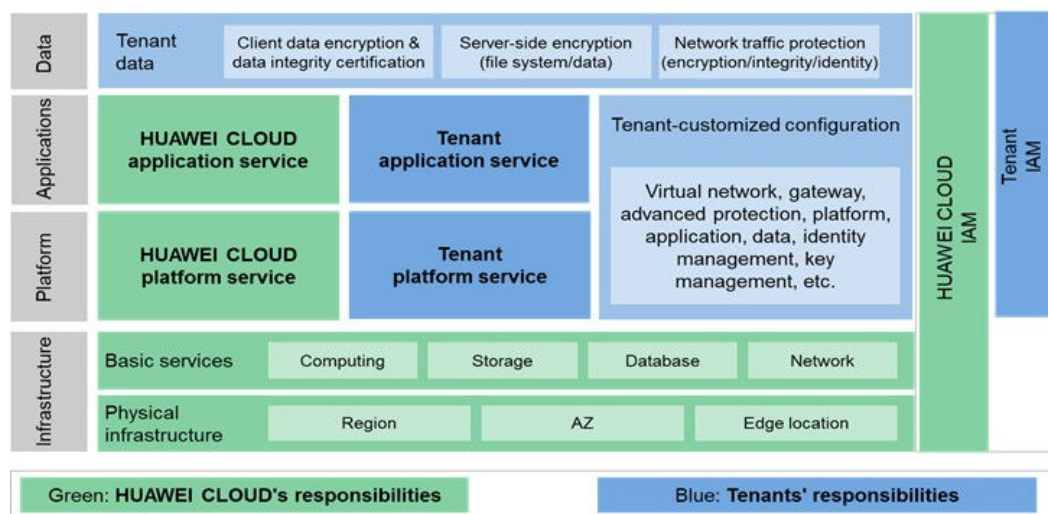 Data
Tenant
data
Client data encryption &
data integrity certification
Server-side encryption
(file system/data)
Network traffic protection
(encryption/integrity/identity)
Applications
HUAWEI CLOUD
application service
Tenant
application service
Tenant-customized configuration
Virtual network, gateway,
advanced protection, platform,
application, data, identity
management, key
management, etc.
Platform
HUAWEI CLOUD
platform service
Tenant
platform service
HUAWEI CLOUD
IAM
Tenant
IAM
Infrastructure
Basic services
Computing
Storage
Database
Network
Physical
infrastructure
Region
AZ
Edge location
Green: HUAWEI CLOUD's responsibilities
Blue: Tenants' responsibilities